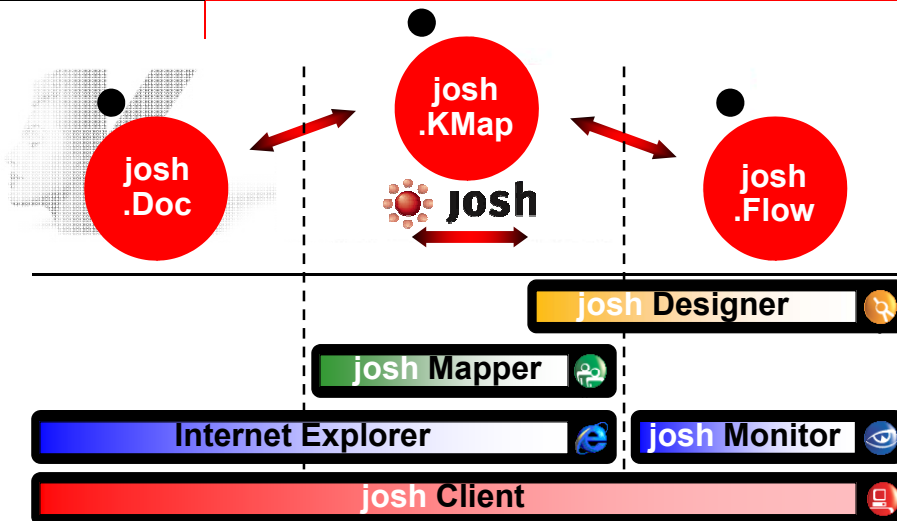 josh
.KMap
josh
.Doc
josh
.Flow
josh
josh Designer
josh Mapper
Internet Explorer
josh Monitor
josh Client